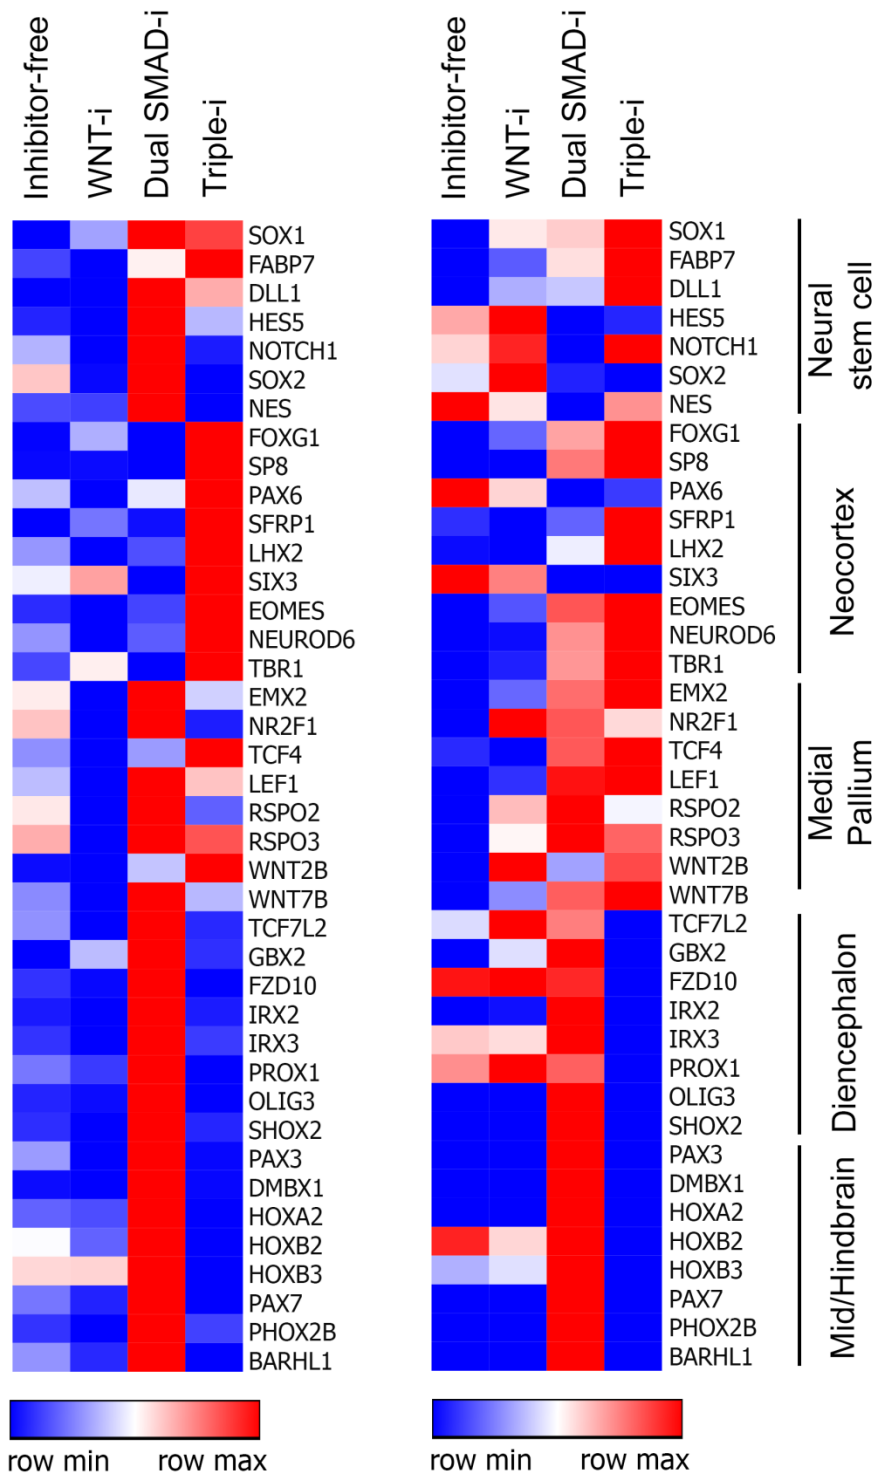 Inhibitor-free
WNT-i
Dual SMAD-i
Triple-i
SOX1
FABP7
DLL1
HES5
NOTCH1
SOX2
NES
FOXG1
SP8
PAX6
SFRP1
LHX2
SIX3
EOMES
NEUROD6
TBR1
EMX2
NR2F1
TCF4
LEF1
RSPO2
RSPO3
WNT2B
WNT7B
TCF7L2
GBX2
FZD10
IRX2
IRX3
PROX1
OLIG3
SHOX2
PAX3
DMBX1
HOXA2
HOXB2
HOXB3
PAX7
PHOX2B
BARHL1
row min row max
Inhibitor-free
WNT-i
Dual SMAD-i
Triple-i
SOX1
FABP7
DLL1
HES5
NOTCH1
SOX2
NES
FOXG1
SP8
PAX6
SFRP1
LHX2
SIX3
EOMES
NEUROD6
TBR1
EMX2
NR2F1
TCF4
LEF1
RSPO2
RSPO3
WNT2B
WNT7B
TCF7L2
GBX2
FZD10
IRX2
IRX3
PROX1
OLIG3
SHOX2
PAX3
DMBX1
HOXA2
HOXB2
HOXB3
PAX7
PHOX2B
BARHL1
Neural
stem cell
Neocortex
Medial
Pallium
Diencephalon
Mid/Hindbrain
row min row max